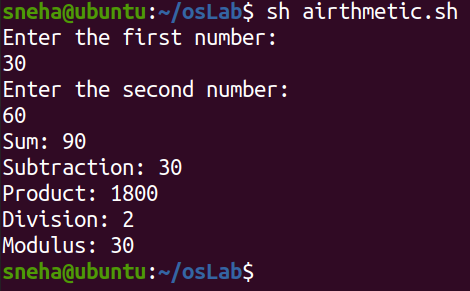 sneha@ubuntu:~/osLab$ sh airthmetic.sh
Enter the first number:
30
Enter the second number:
60
Sum: 90
Subtraction: 30
Product: 1800
Division: 2
Modulus: 30
sneha@ubuntu:~/osLab$